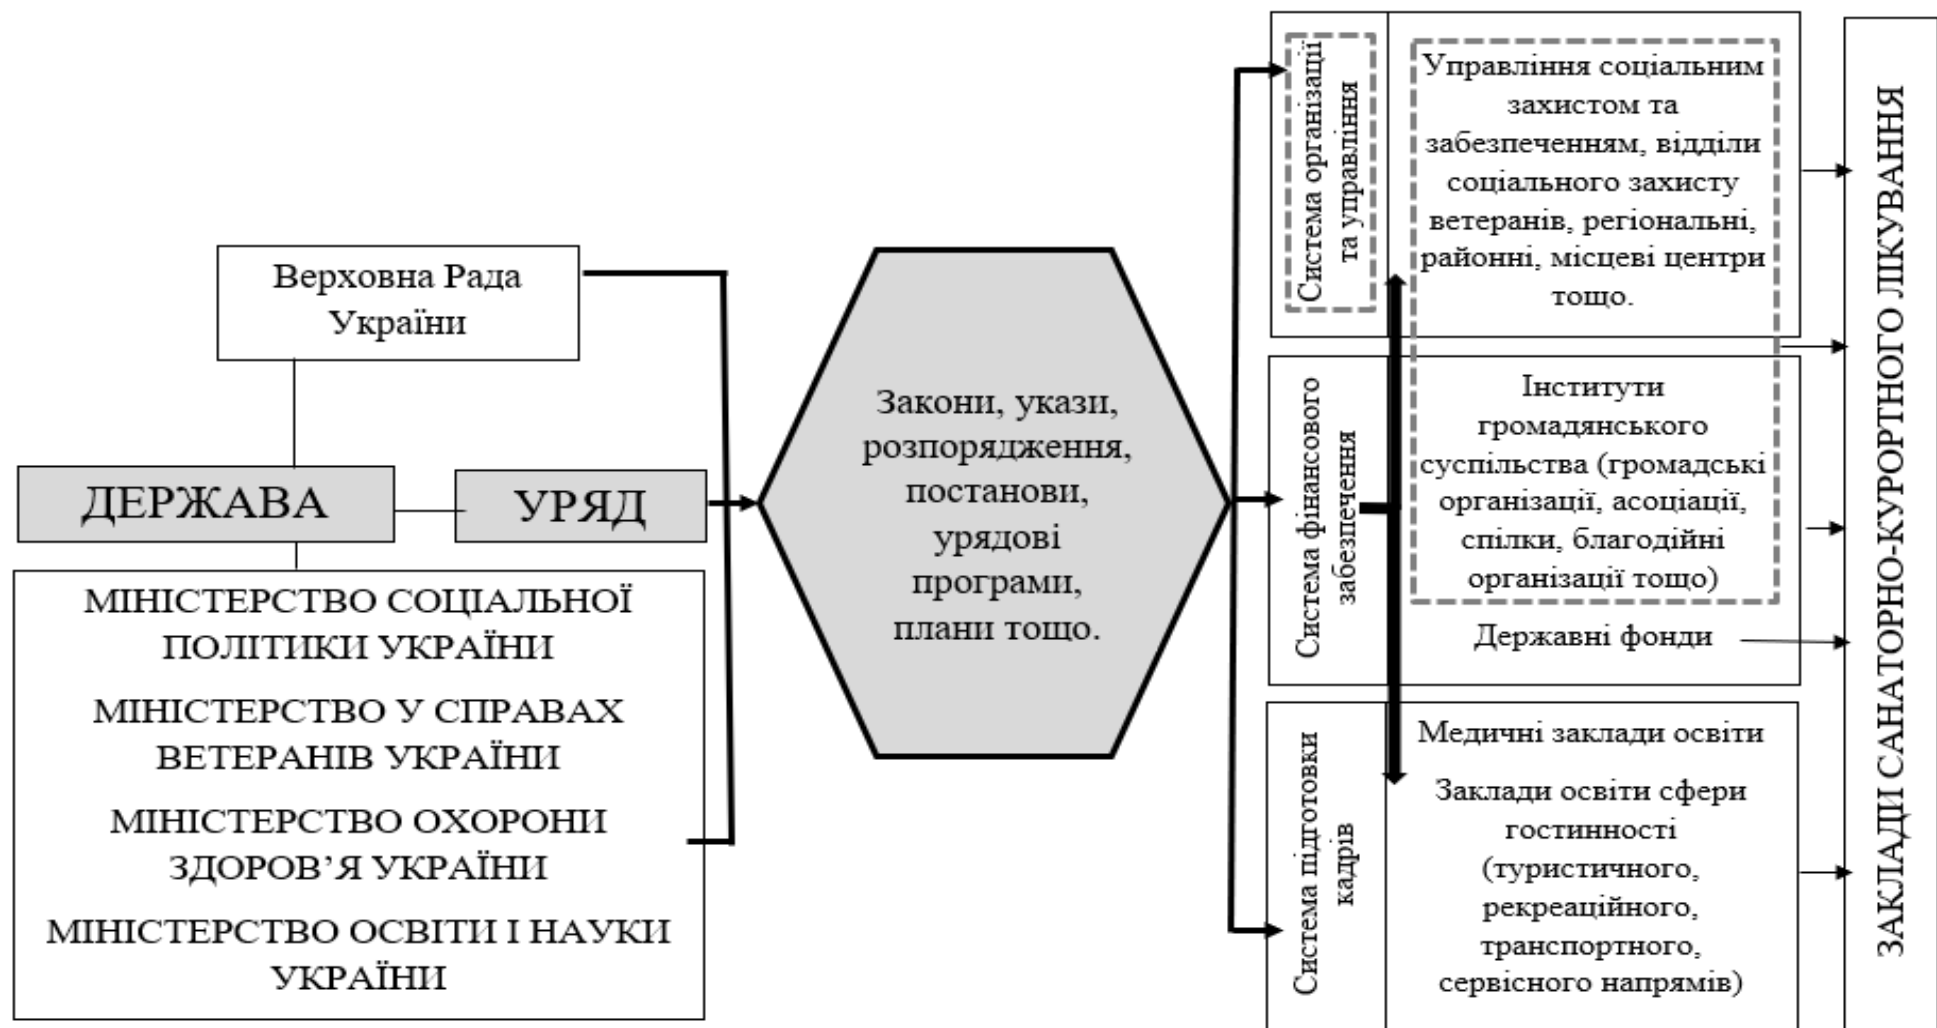 Верховна Рада
України
ДЕРЖАВА
УРЯД
МІНІСТЕРСТВО СОЦІАЛЬНОЇ
ПОЛІТИКИ УКРАЇНИ
МІНІСТЕРСТВО У СПРАВАХ
ВЕТЕРАНІВ УКРАЇНИ
МІНІСТЕРСТВО ОХОРОНИ
ЗДОРОВ’Я УКРАЇНИ
МІНІСТЕРСТВО ОСВІТИ І НАУКИ
УКРАЇНИ
Закони, укази,
розпорядження,
постанови,
урядові
програми,
плани тощо.
Система організації
та управління
Управління соціальним
захистом та
забезпеченням, відділи
соціального захисту
ветеранів, регіональні,
районні, місцеві центри
тощо.
Система фінансового
забезпечення
Інститути
громадянського
суспільства (громадські
організації, асоціації,
спілки, благодійні
організації тощо)
Державні фонди
Система підготовки
кадрів
Медичні заклади освіти
Заклади освіти сфери
гостинності
(туристичного,
рекреаційного,
транспортного,
сервісного напрямів)
ЗАКЛАДИ САНАТОРНО-КУРОРТНОГО ЛІКУВАННЯ